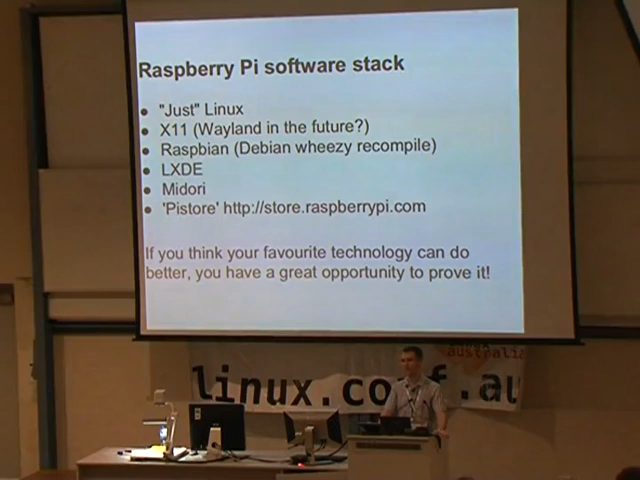 Raspberry Pi software stack
• "Just" Linux
• X11 (Wayland in the future?)
• Raspbian (Debian wheezy recompile)
• LXDE
• Midori
• 'Pistore' http://store.raspberrypi.com
If you think your favourite technology can do
better, you have a great opportunity to prove it!
australia
linux.co f.au